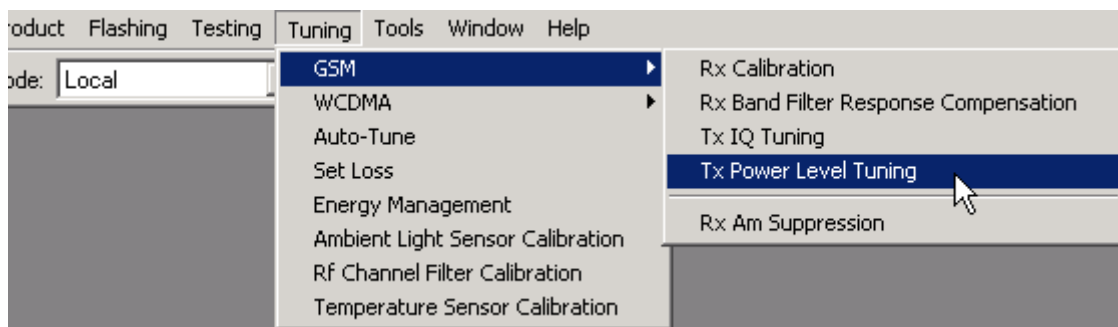 oduct Flashing Testing Tuning Tools Window Help
ode: Local
GSM
WCDMA
Auto-Tune
Set Loss
Energy Management
Ambient Light Sensor Calibration
Rf Channel Filter Calibration
Temperature Sensor Calibration
Rx Calibration
Rx Band Filter Response Compensation
Tx IQ Tuning
Tx Power Level Tuning
Rx Am Suppression